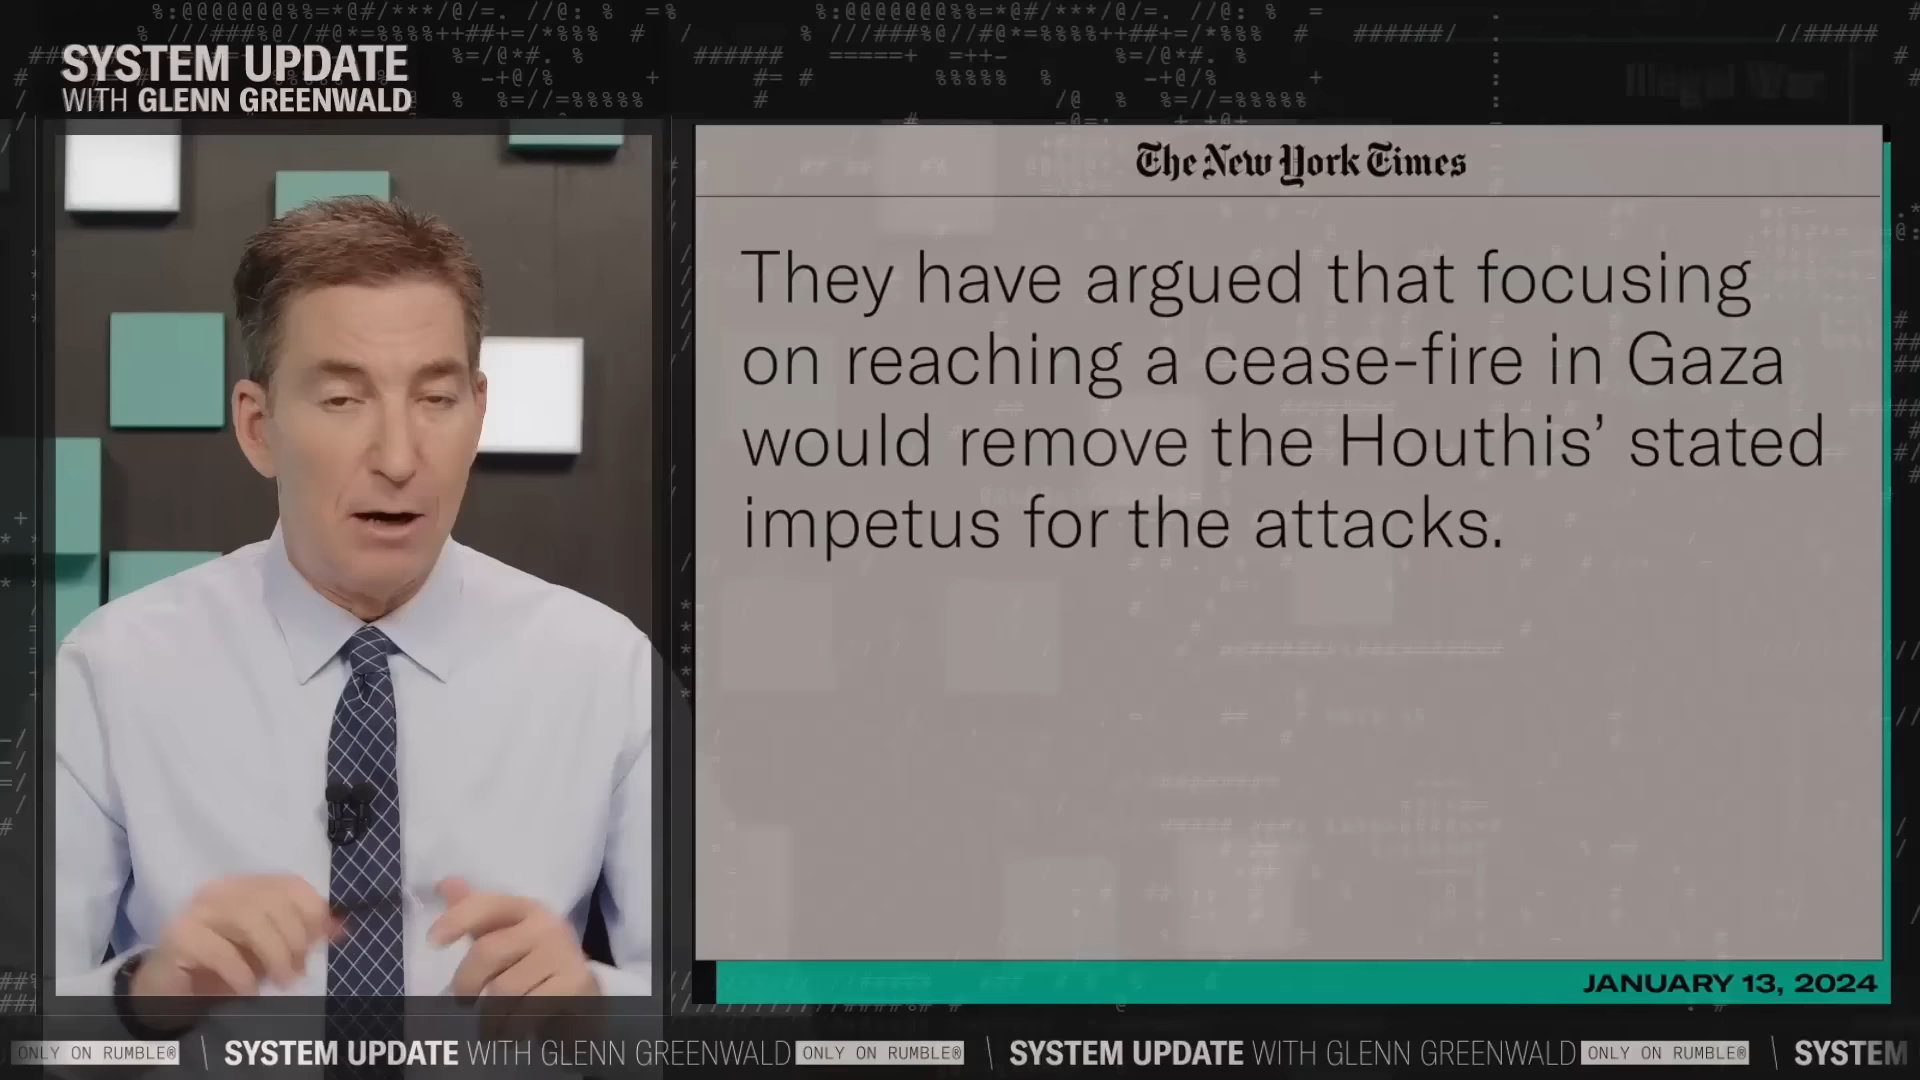 SYSTEM UPDATE
WITH GLENN GREENWALD
Illegal War
The New York Times
They have argued that focusing
on reaching a cease-fire in Gaza
would remove the Houthis’ stated
impetus for the attacks.
JANUARY 13, 2024
ONLY ON RUMBLE® \ SYSTEM UPDATE WITH GLENN GREENWALD ONLY ON RUMBLE® \ SYSTEM UPDATE WITH GLENN GREENWALD ONLY ON RUMBLE® \ SYSTEM